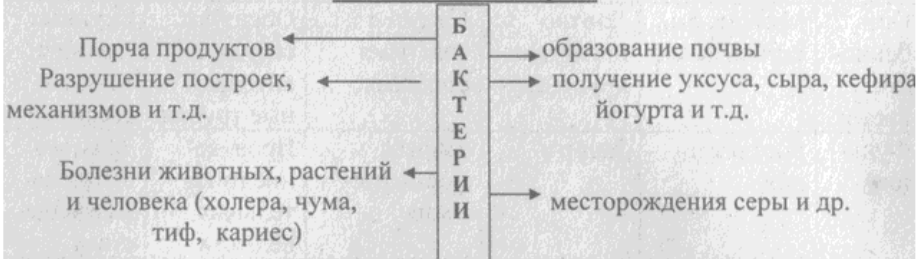 БАКТЕРИИ
Порча продуктов
Разрушение построек,
механизмов и т.д.
Болезни животных, растений
и человека (холера, чума,
тиф, кариес)
образование почвы
получение уксуса, сыра, кефира
йогурта и т.д.
месторождения серы и др.